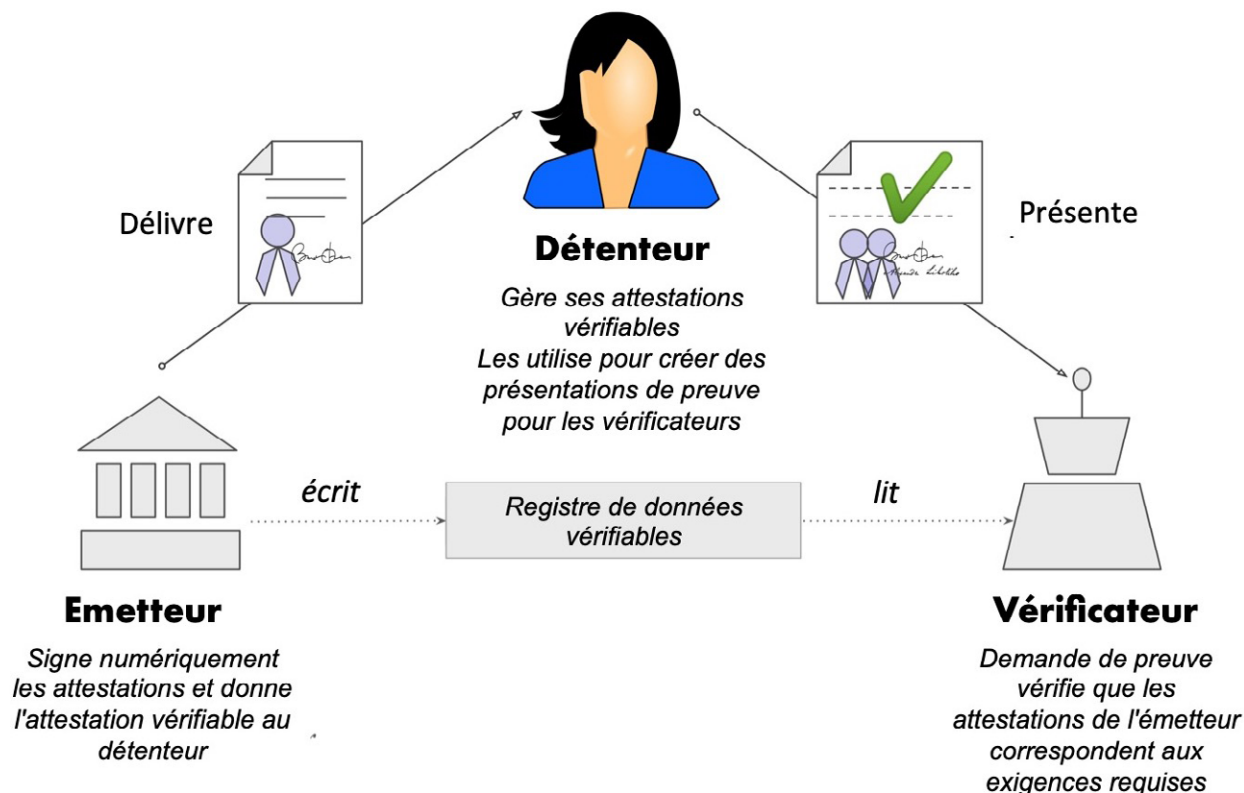 Délivre
Présente
Détenteur
Gère ses attestations
vérifiables
Les utilise pour créer des
présentations de preuve
pour les vérificateurs
écrit
Registre de données
vérifiables
lit
Emetteur
Signe numériquement
les attestations et donne
l'attestation vérifiable au
détenteur
Vérificateur
Demande de preuve
vérifie que les
attestations de l'émetteur
correspondent aux
exigences requises